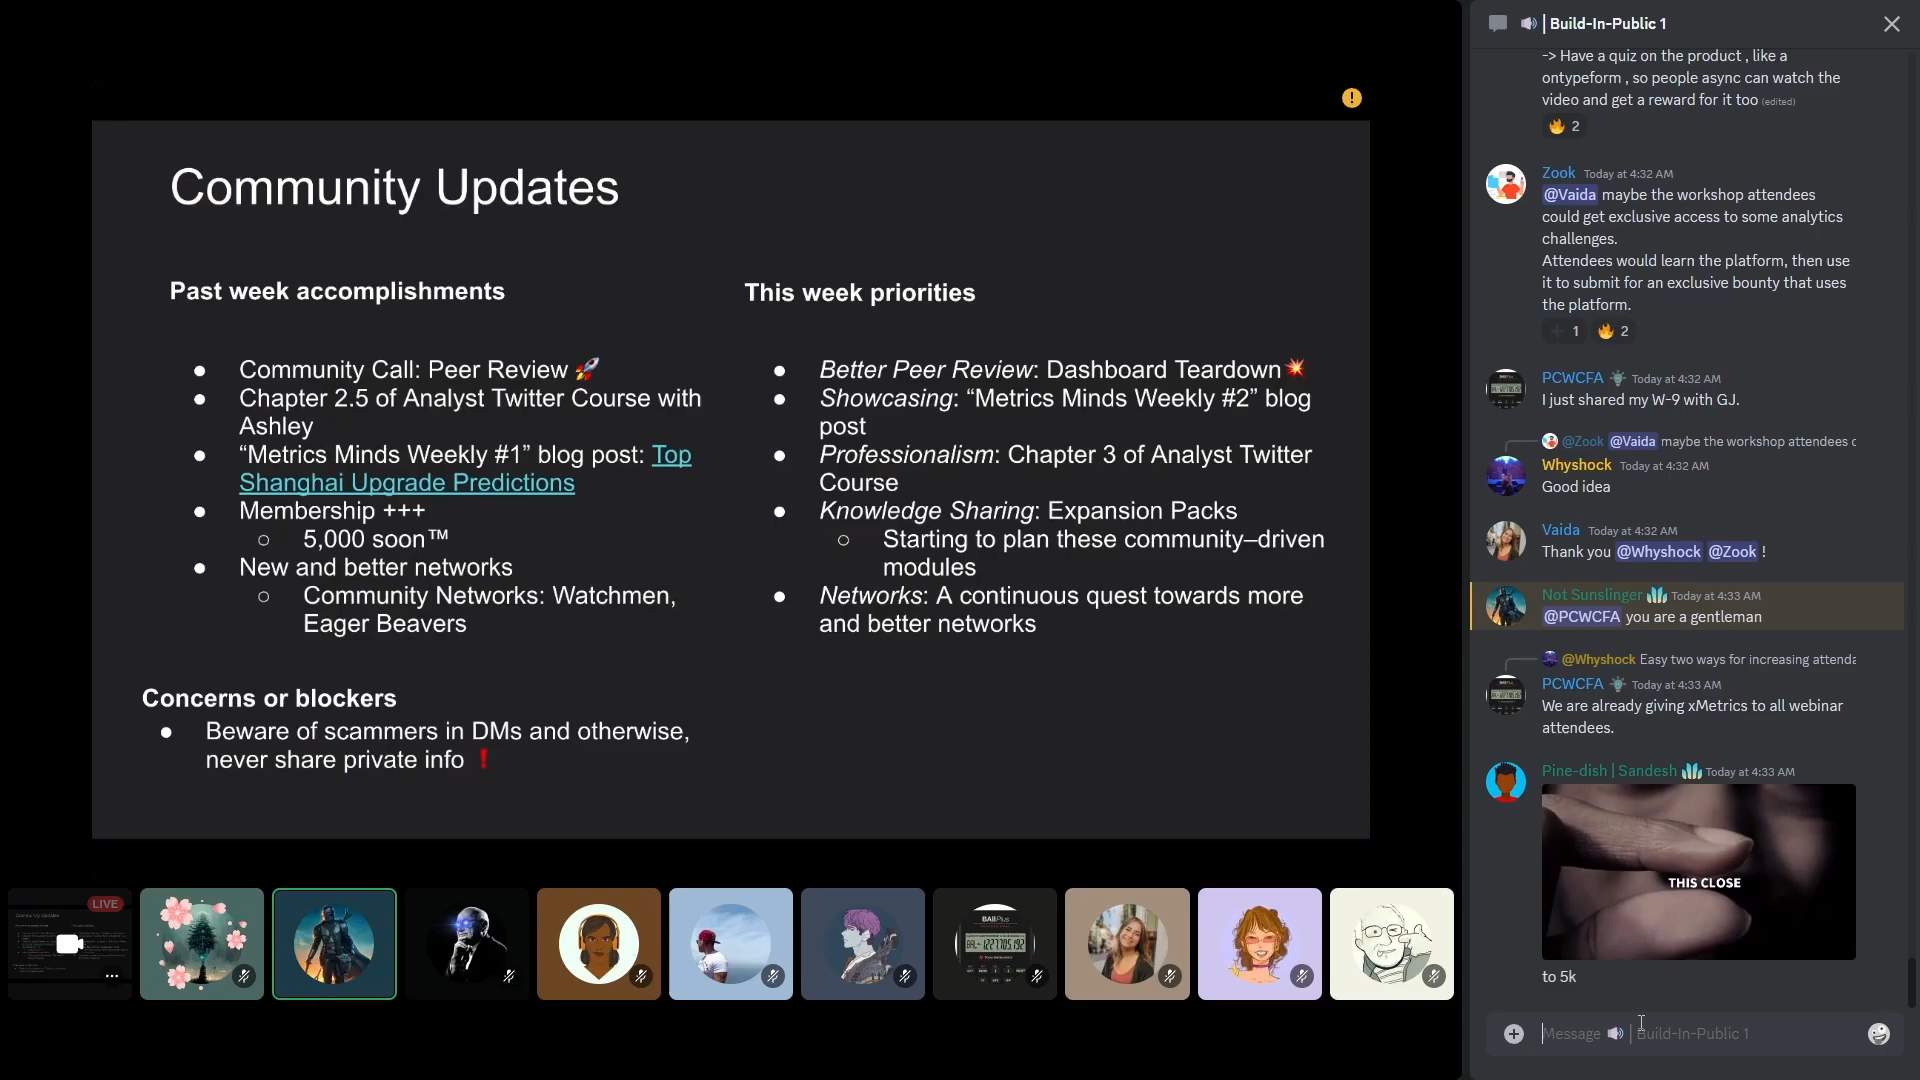 Community Updates
Past week accomplishments
Community Call: Peer Review 🚀
Chapter 2.5 of Analyst Twitter Course with
Ashley
“Metrics Minds Weekly #1” blog post: Top
Shanghai Upgrade Predictions
Membership +++
5,000 soon™
New and better networks
Community Networks: Watchmen,
Eager Beavers
Concerns or blockers
Beware of scammers in DMs and otherwise,
never share private info ❗
This week priorities
Better Peer Review: Dashboard Teardown💥
Showcasing: “Metrics Minds Weekly #2” blog
post
Professionalism: Chapter 3 of Analyst Twitter
Course
Knowledge Sharing: Expansion Packs
Starting to plan these community–driven
modules
Networks: A continuous quest towards more
and better networks
LIVE
BAII Plus
Build-In-Public 1
-> Have a quiz on the product , like a
ontypeform , so people async can watch the
video and get a reward for it too (edited)
🔥 2
Zook Today at 4:32 AM
@Vaida maybe the workshop attendees
could get exclusive access to some analytics
challenges.
Attendees would learn the platform, then use
it to submit for an exclusive bounty that uses
the platform.
1 🔥 2
PCWCFA Today at 4:32 AM
I just shared my W-9 with GJ.
@Zook @Vaida maybe the workshop attendees c
Whyshock Today at 4:32 AM
Good idea
Vaida Today at 4:32 AM
Thank you @Whyshock @Zook !
Not Sunslinger Today at 4:33 AM
@PCWCFA you are a gentleman
@Whyshock Easy two ways for increasing attenda
PCWCFA Today at 4:33 AM
We are already giving xMetrics to all webinar
attendees.
Pine-dish | Sandesh Today at 4:33 AM
THIS CLOSE
to 5k
Message 🔊 | Build-In-Public 1